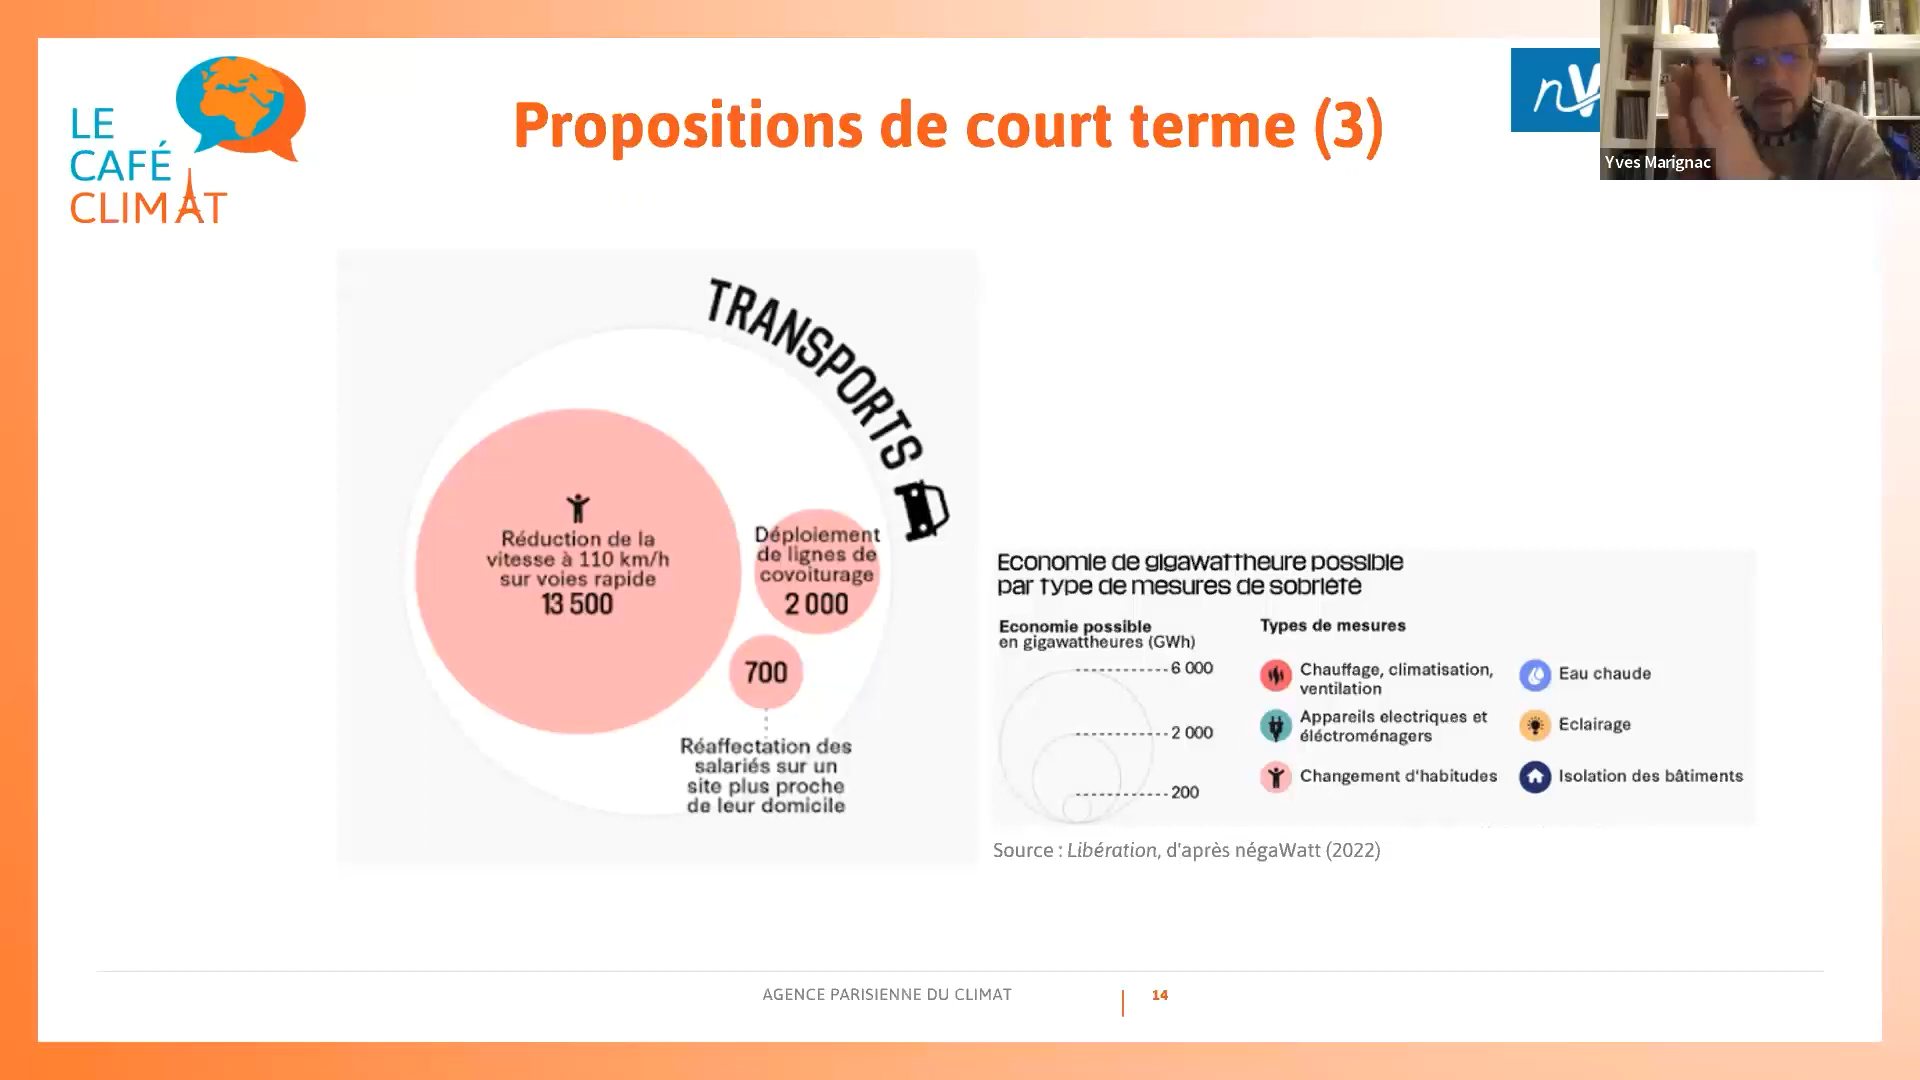 LE
CAFÉ
CLIMAT
Propositions de court terme (3)
Yves Marignac
TRANSPORTS
Réduction de la
vitesse à 110 km/h
sur voies rapide
13 500
Déploiement
de lignes de
covoiturage
2 000
700
Réaffectation des
salariés sur un
site plus proche
de leur domicile
Economie de gigawattheure possible
par type de mesures de sobriété
Economie possible
en gigawattheures (GWh)
6 000
2 000
200
Types de mesures
Chauffage, climatisation,
ventilation
Appareils electriques et
éléctroménagers
Changement d'habitudes
Eau chaude
Eclairage
Isolation des bâtiments
Source : Libération, d'après négaWatt (2022)
AGENCE PARISIENNE DU CLIMAT
14